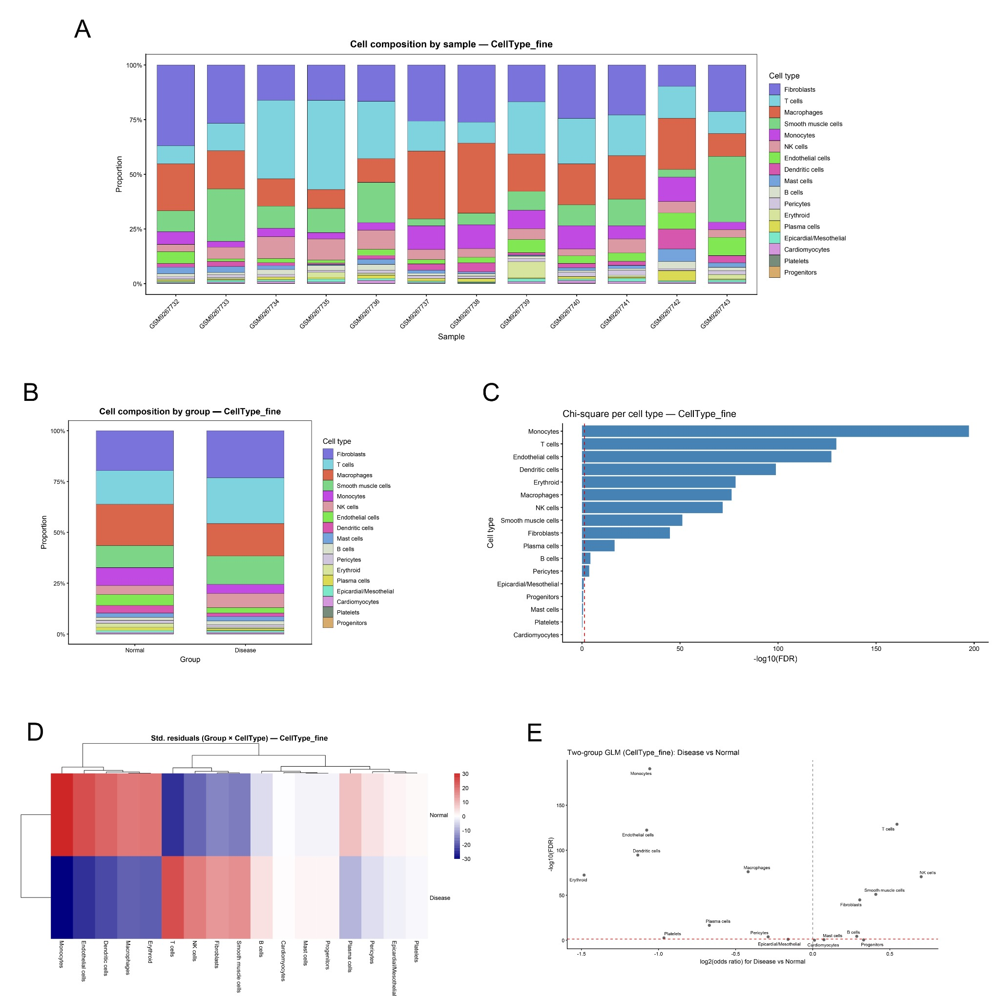 A
Cell composition by sample — CellType_fine
100%
75%
50%
25%
0%
Proportion
GSM9267732
GSM9267733
GSM9267734
GSM9267735
GSM9267736
GSM9267737
GSM9267738
GSM9267739
GSM9267740
GSM9267741
GSM9267742
GSM9267743
Sample
Cell type
Fibroblasts
T cells
Macrophages
Smooth muscle cells
Monocytes
NK cells
Endothelial cells
Dendritic cells
Mast cells
B cells
Pericytes
Erythroid
Plasma cells
Epicardial/Mesothelial
Cardiomyocytes
Platelets
Progenitors
B
Cell composition by group — CellType_fine
100%
75%
50%
25%
0%
Proportion
Normal
Disease
Group
Cell type
Fibroblasts
T cells
Macrophages
Smooth muscle cells
Monocytes
NK cells
Endothelial cells
Dendritic cells
Mast cells
B cells
Pericytes
Erythroid
Plasma cells
Epicardial/Mesothelial
Cardiomyocytes
Platelets
Progenitors
C
Chi-square per cell type — CellType_fine
Cell type
Monocytes
T cells
Endothelial cells
Dendritic cells
Erythroid
Macrophages
NK cells
Smooth muscle cells
Fibroblasts
Plasma cells
B cells
Pericytes
Epicardial/Mesothelial
Progenitors
Mast cells
Platelets
Cardiomyocytes
0
50
100
150
200
-log10(FDR)
D
Std. residuals (Group × CellType) — CellType_fine
30
20
10
0
-10
-20
-30
Normal
Disease
Monocytes
Endothelial cells
Dendritic cells
Macrophages
Erythroid
T cells
NK cells
Fibroblasts
Smooth muscle cells
B cells
Cardiomyocytes
Mast cells
Progenitors
Plasma cells
Pericytes
Epicardial/Mesothelial
Platelets
E
Two-group GLM (CellType_fine): Disease vs Normal
-log10(FDR)
150
100
50
0
Monocytes
T cells
Endothelial cells
Dendritic cells
Macrophages
NK cells
Erythroid
Smooth muscle cells
Fibroblasts
Plasma cells
Platelets
Pericytes
B cells
Mast cells
Epicardial/Mesothelial
Cardiomyocytes
Progenitors
-1.5
-1.0
-0.5
0.0
0.5
log2(odds ratio) for Disease vs Normal